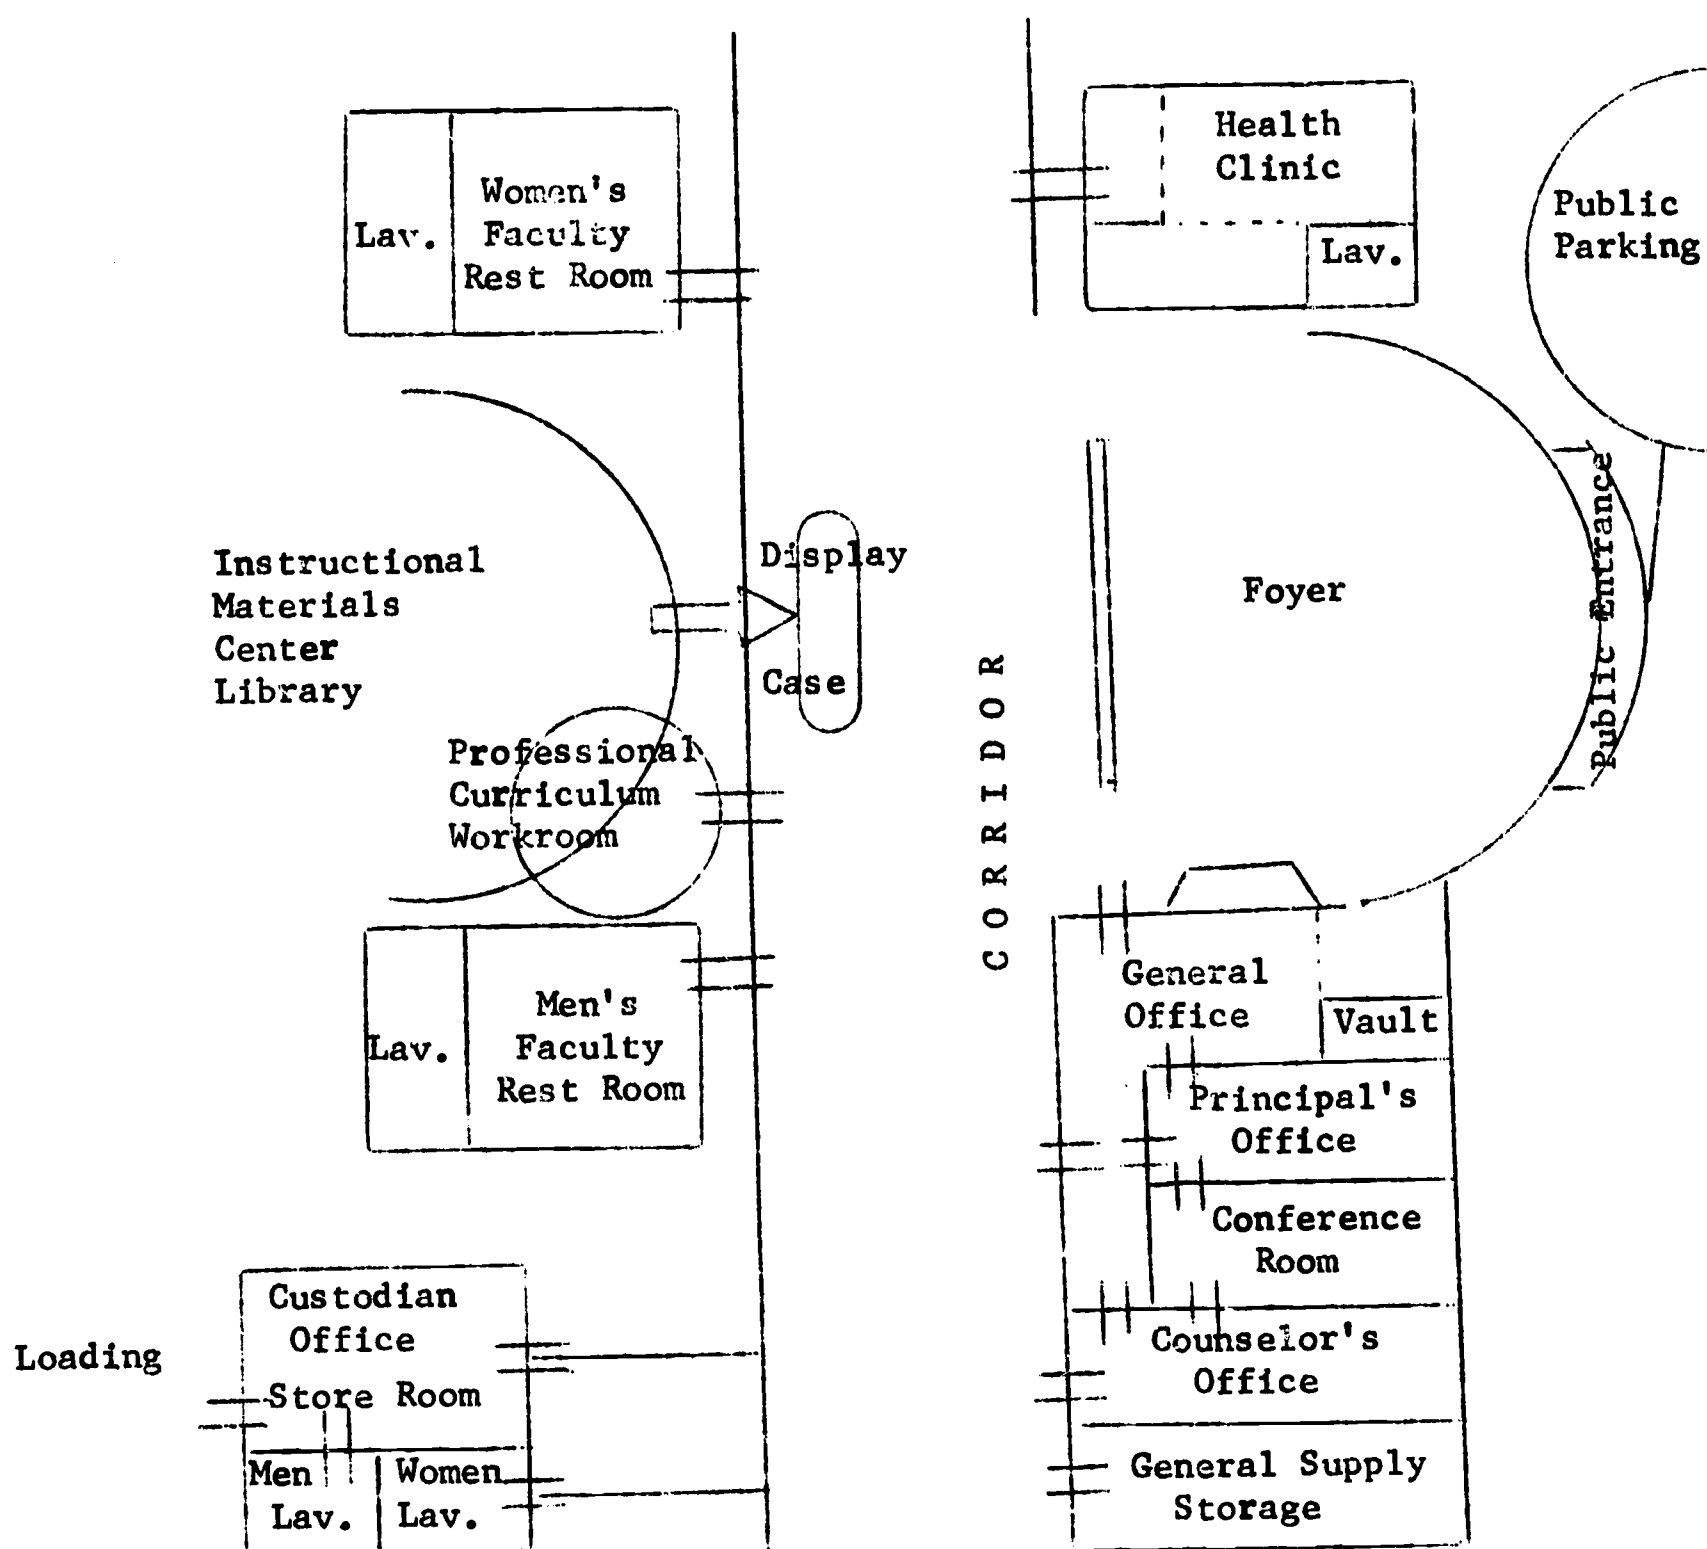 Health
Clinic
Lav.
Public
Parking
Women's
Faculty
Rest Room
Lav.
Instructional
Materials
Center
Library
Display
Case
Foyer
Public Entrance
CORRIDOR
Professional
Curriculum
Workroom
Men's
Faculty
Rest Room
Lav.
General
Office
Vault
Principal's
Office
Conference
Room
Counselor's
Office
General Supply
Storage
Custodian
Office
Loading
Store Room
Men
Lav.
Women
Lav.